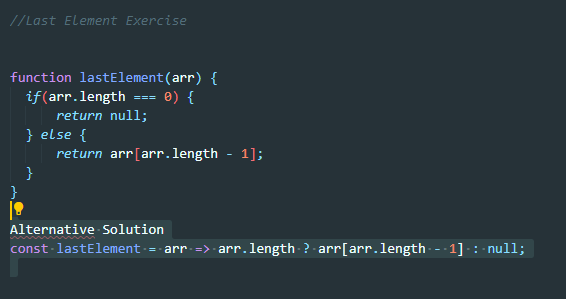 //Last Element Exercise
function lastElement(arr) {
if(arr.length === 0) {
return null;
} else {
return arr[arr.length - 1];
}
}
Alternative Solution
const lastElement = arr => arr.length ? arr[arr.length - 1] : null;